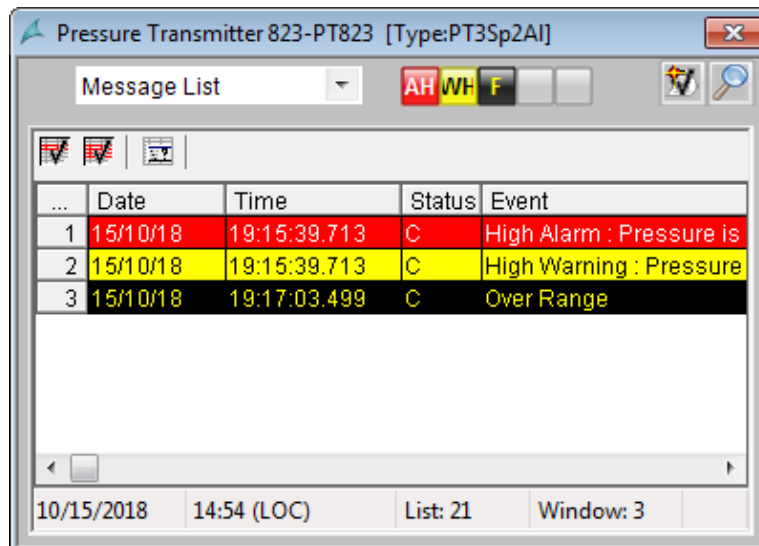 Pressure Transmitter 823-PT823 [Type:PT3Sp2AI]
Message List AH WH F
... Date Time Status Event
1 15/10/18 19:15:39.713 C High Alarm : Pressure is
2 15/10/18 19:15:39.713 C High Warning : Pressure
3 15/10/18 19:17:03.499 C Over Range
10/15/2018 14:54 (LOC) List: 21 Window: 3